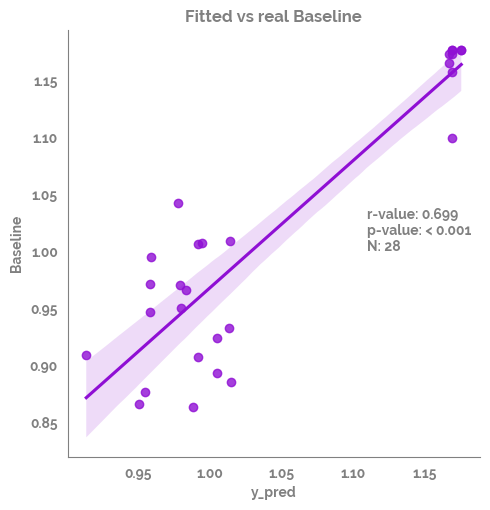 Fitted vs real Baseline
1.15
1.10
1.05
1.00
0.95
0.90
0.85
Baseline
r-value: 0.699
p-value: < 0.001
N: 28
0.95
1.00
1.05
1.10
1.15
y_pred